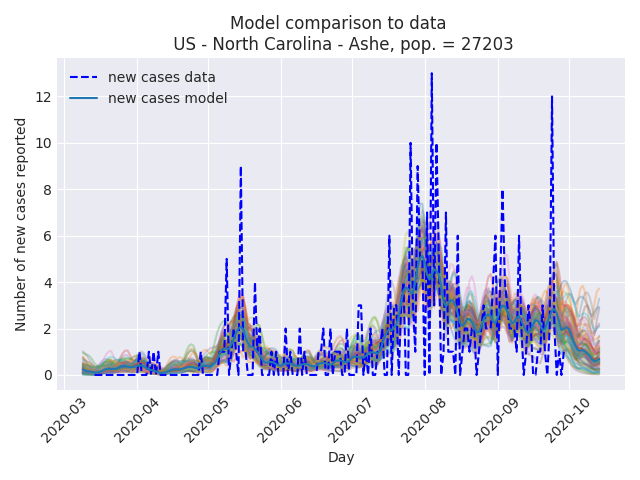 Model comparison to data
US - North Carolina - Ashe, pop. = 27203
new cases data
new cases model
Number of new cases reported
12
10
8
6
4
2
0
2020-03
2020-04
2020-05
2020-06
2020-07
2020-08
2020-09
2020-10
Day